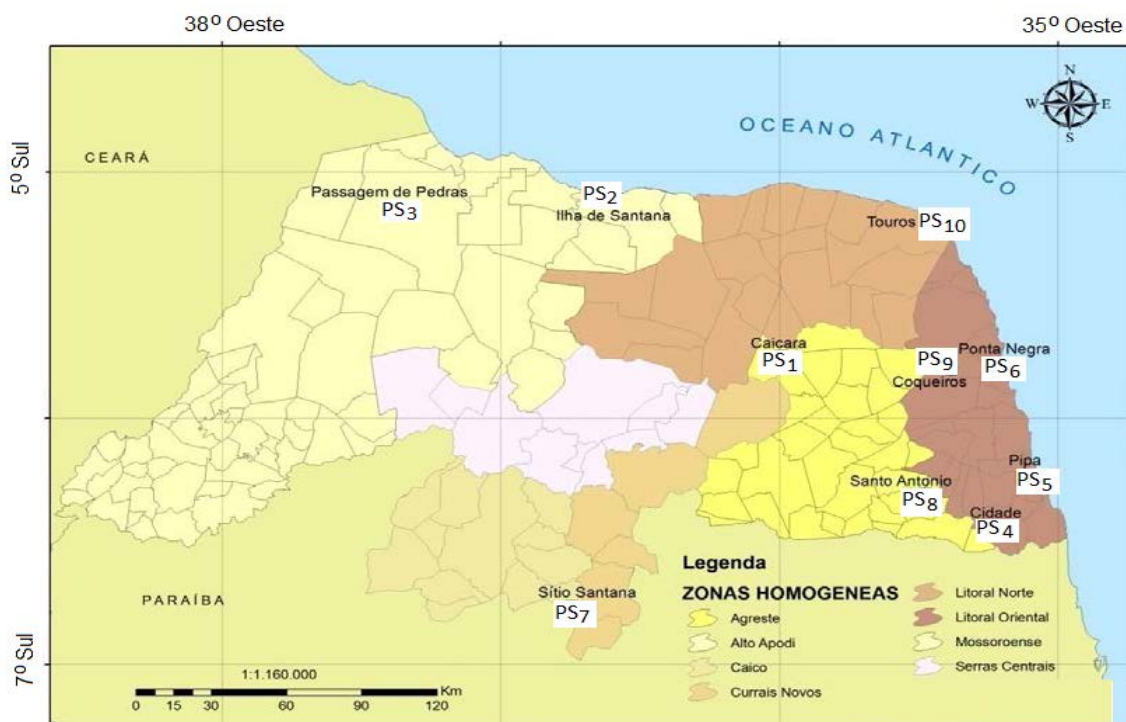 38º Oeste
35º Oeste
N
W E
S
OCEANO ATLANTICO
CEARÁ
5º Sul
Passagem de Pedras
PS3
PS2
Ilha de Santana
Touros PS10
Caicara
PS1
PS9
Coqueiros
Ponta Negra
PS6
Pipa
PS5
Santo Antonio
PS8
Cidade
PS4
Sítio Santana
PS7
PARAÍBA
7º Sul
Legenda
ZONAS HOMOGENEAS
Agreste
Alto Apodi
Caico
Currais Novos
Litoral Norte
Litoral Oriental
Mossoroense
Serras Centrais
1:1.160.000
Km
0 15 30 60 90 120